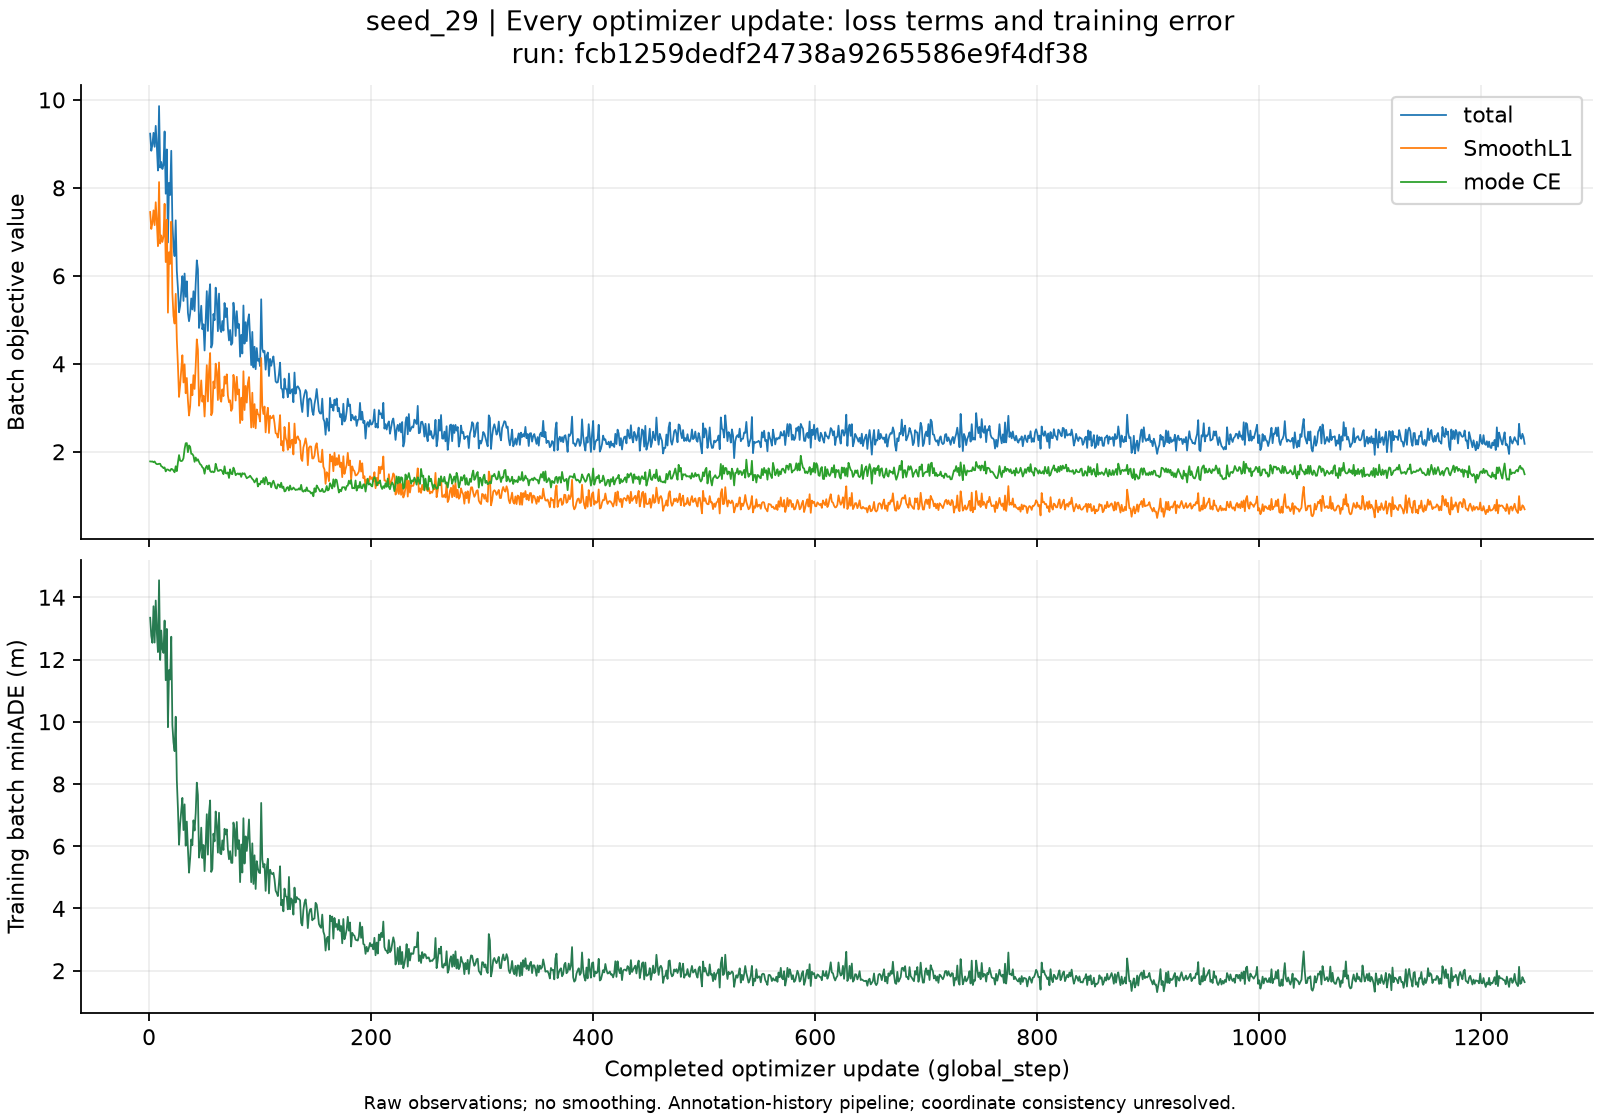 seed_29 | Every optimizer update: loss terms and training error
run: fcb1259dedf24738a9265586e9f4df38
10
8
6
4
2
Batch objective value
total
SmoothL1
mode CE
14
12
10
8
6
4
2
Training batch minADE (m)
0 200 400 600 800 1000 1200
Completed optimizer update (global_step)
Raw observations; no smoothing. Annotation-history pipeline; coordinate consistency unresolved.